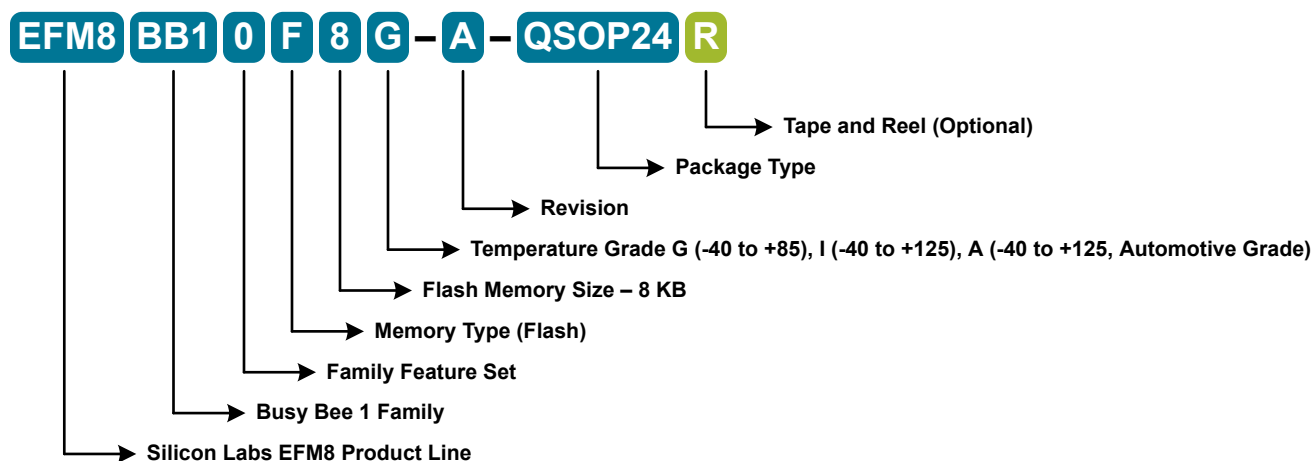 EFM8 BB1 0 F 8 G – A – QSOP24 R
Tape and Reel (Optional)
Package Type
Revision
Temperature Grade G (-40 to +85), I (-40 to +125), A (-40 to +125, Automotive Grade)
Flash Memory Size – 8 KB
Memory Type (Flash)
Family Feature Set
Busy Bee 1 Family
Silicon Labs EFM8 Product Line